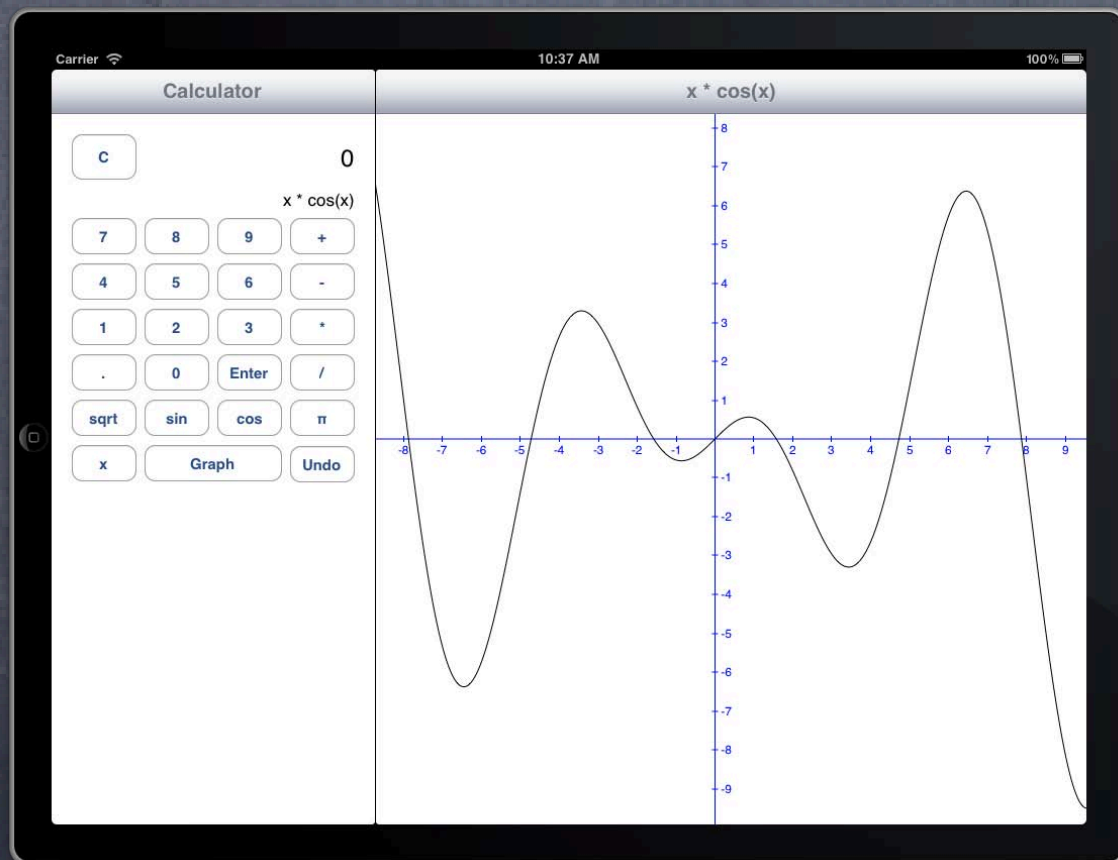 Carrier
10:37 AM
100%
Calculator
x * cos(x)
C
0
x * cos(x)
7 8 9 +
4 5 6 -
1 2 3 *
. 0 Enter /
sqrt sin cos π
x Graph Undo
8
7
6
5
4
3
2
1
-8 -7 -6 -5 -4 -3 -2 -1 1 2 3 4 5 6 7 8 9
-1
-2
-3
-4
-5
-6
-7
-8
-9